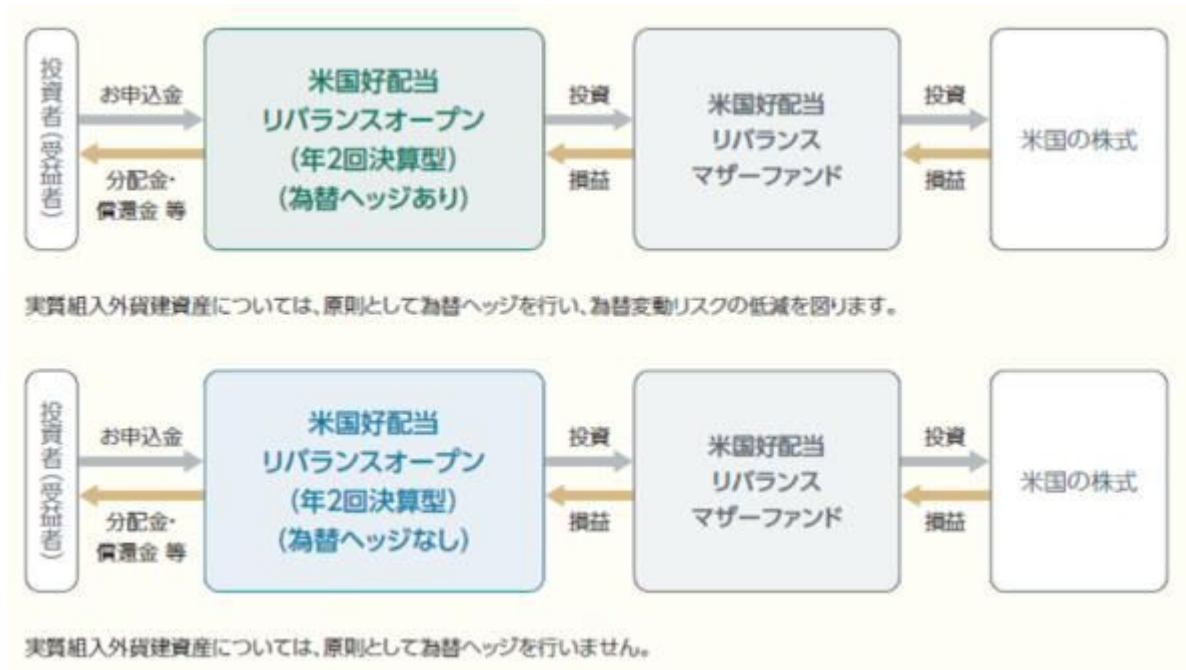 投資者(受益者)
お申込金
分配金・
償還金 等
米国好配当
リバランスオープン
(年2回決算型)
(為替ヘッジあり)
投資
損益
米国好配当
リバランス
マザーファンド
投資
損益
米国の株式
実質組入外貨建資産については、原則として為替ヘッジを行い、為替変動リスクの低減を図ります。
投資者(受益者)
お申込金
分配金・
償還金 等
米国好配当
リバランスオープン
(年2回決算型)
(為替ヘッジなし)
投資
損益
米国好配当
リバランス
マザーファンド
投資
損益
米国の株式
実質組入外貨建資産については、原則として為替ヘッジを行いません。